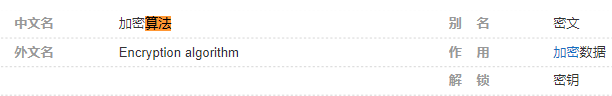 中文名 加密算法 别名 密文
外文名 Encryption algorithm 作用 加密数据
解锁 密钥